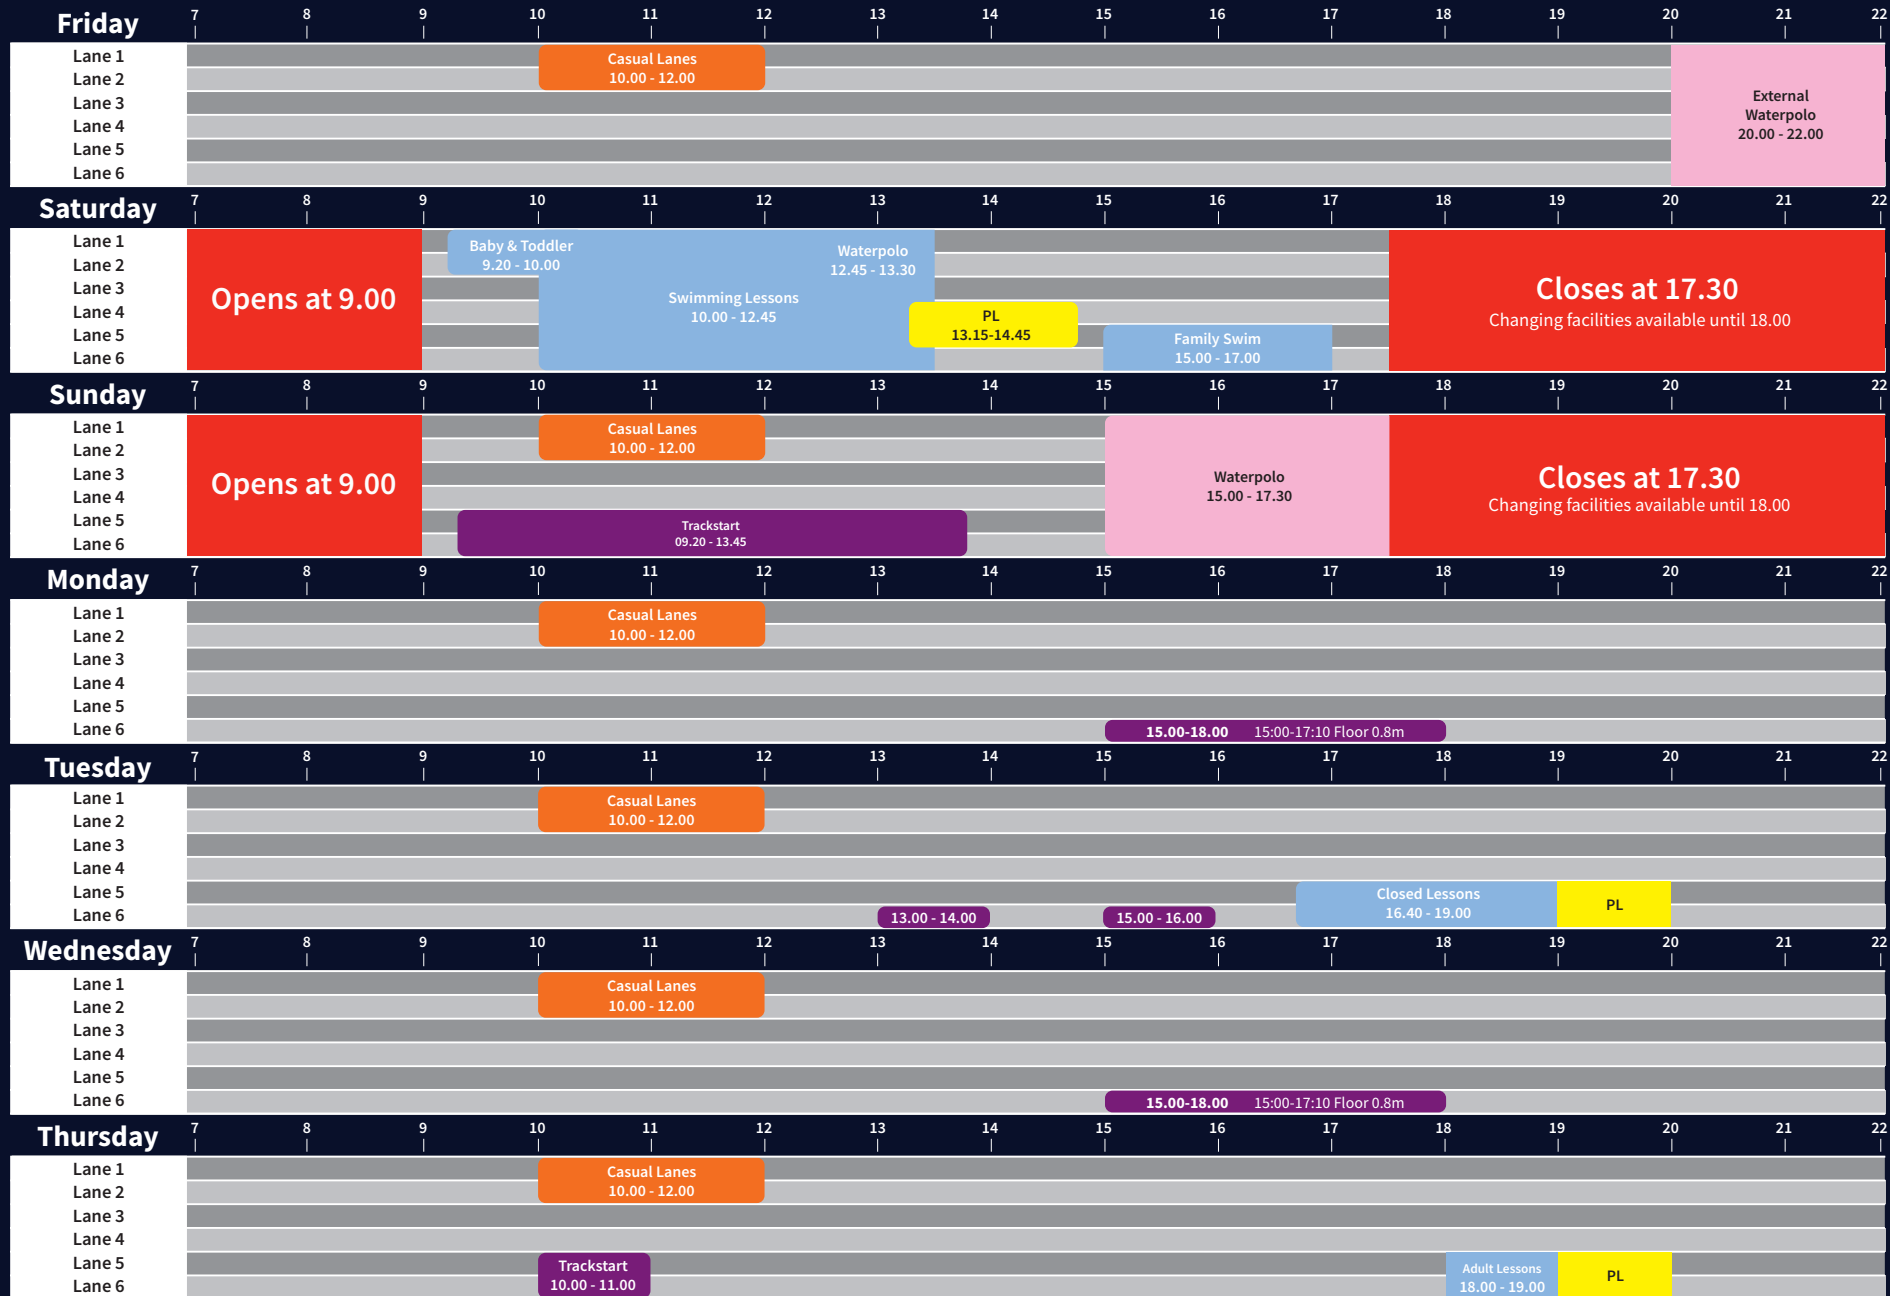 Friday 7 8 9 10 11 12 13 14 15 16 17 18 19 20 21 22
Lane 1
Lane 2
Lane 3
Lane 4
Lane 5
Lane 6
Casual Lanes
10.00 - 12.00
External
Waterpolo
20.00 - 22.00
Saturday 7 8 9 10 11 12 13 14 15 16 17 18 19 20 21 22
Lane 1
Lane 2
Lane 3
Lane 4
Lane 5
Lane 6
Opens at 9.00
Baby & Toddler
9.20 - 10.00
Swimming Lessons
10.00 - 12.45
Waterpolo
12.45 - 13.30
PL
13.15-14.45
Family Swim
15.00 - 17.00
Closes at 17.30
Changing facilities available until 18.00
Sunday 7 8 9 10 11 12 13 14 15 16 17 18 19 20 21 22
Lane 1
Lane 2
Lane 3
Lane 4
Lane 5
Lane 6
Opens at 9.00
Casual Lanes
10.00 - 12.00
Trackstart
09.20 - 13.45
Waterpolo
15.00 - 17.30
Closes at 17.30
Changing facilities available until 18.00
Monday 7 8 9 10 11 12 13 14 15 16 17 18 19 20 21 22
Lane 1
Lane 2
Lane 3
Lane 4
Lane 5
Lane 6
Casual Lanes
10.00 - 12.00
15.00-18.00 15:00-17:10 Floor 0.8m
Tuesday 7 8 9 10 11 12 13 14 15 16 17 18 19 20 21 22
Lane 1
Lane 2
Lane 3
Lane 4
Lane 5
Lane 6
Casual Lanes
10.00 - 12.00
13.00 - 14.00
15.00 - 16.00
Closed Lessons
16.40 - 19.00
PL
Wednesday 7 8 9 10 11 12 13 14 15 16 17 18 19 20 21 22
Lane 1
Lane 2
Lane 3
Lane 4
Lane 5
Lane 6
Casual Lanes
10.00 - 12.00
15.00-18.00 15:00-17:10 Floor 0.8m
Thursday 7 8 9 10 11 12 13 14 15 16 17 18 19 20 21 22
Lane 1
Lane 2
Lane 3
Lane 4
Lane 5
Lane 6
Casual Lanes
10.00 - 12.00
Trackstart
10.00 - 11.00
Adult Lessons
18.00 - 19.00
PL